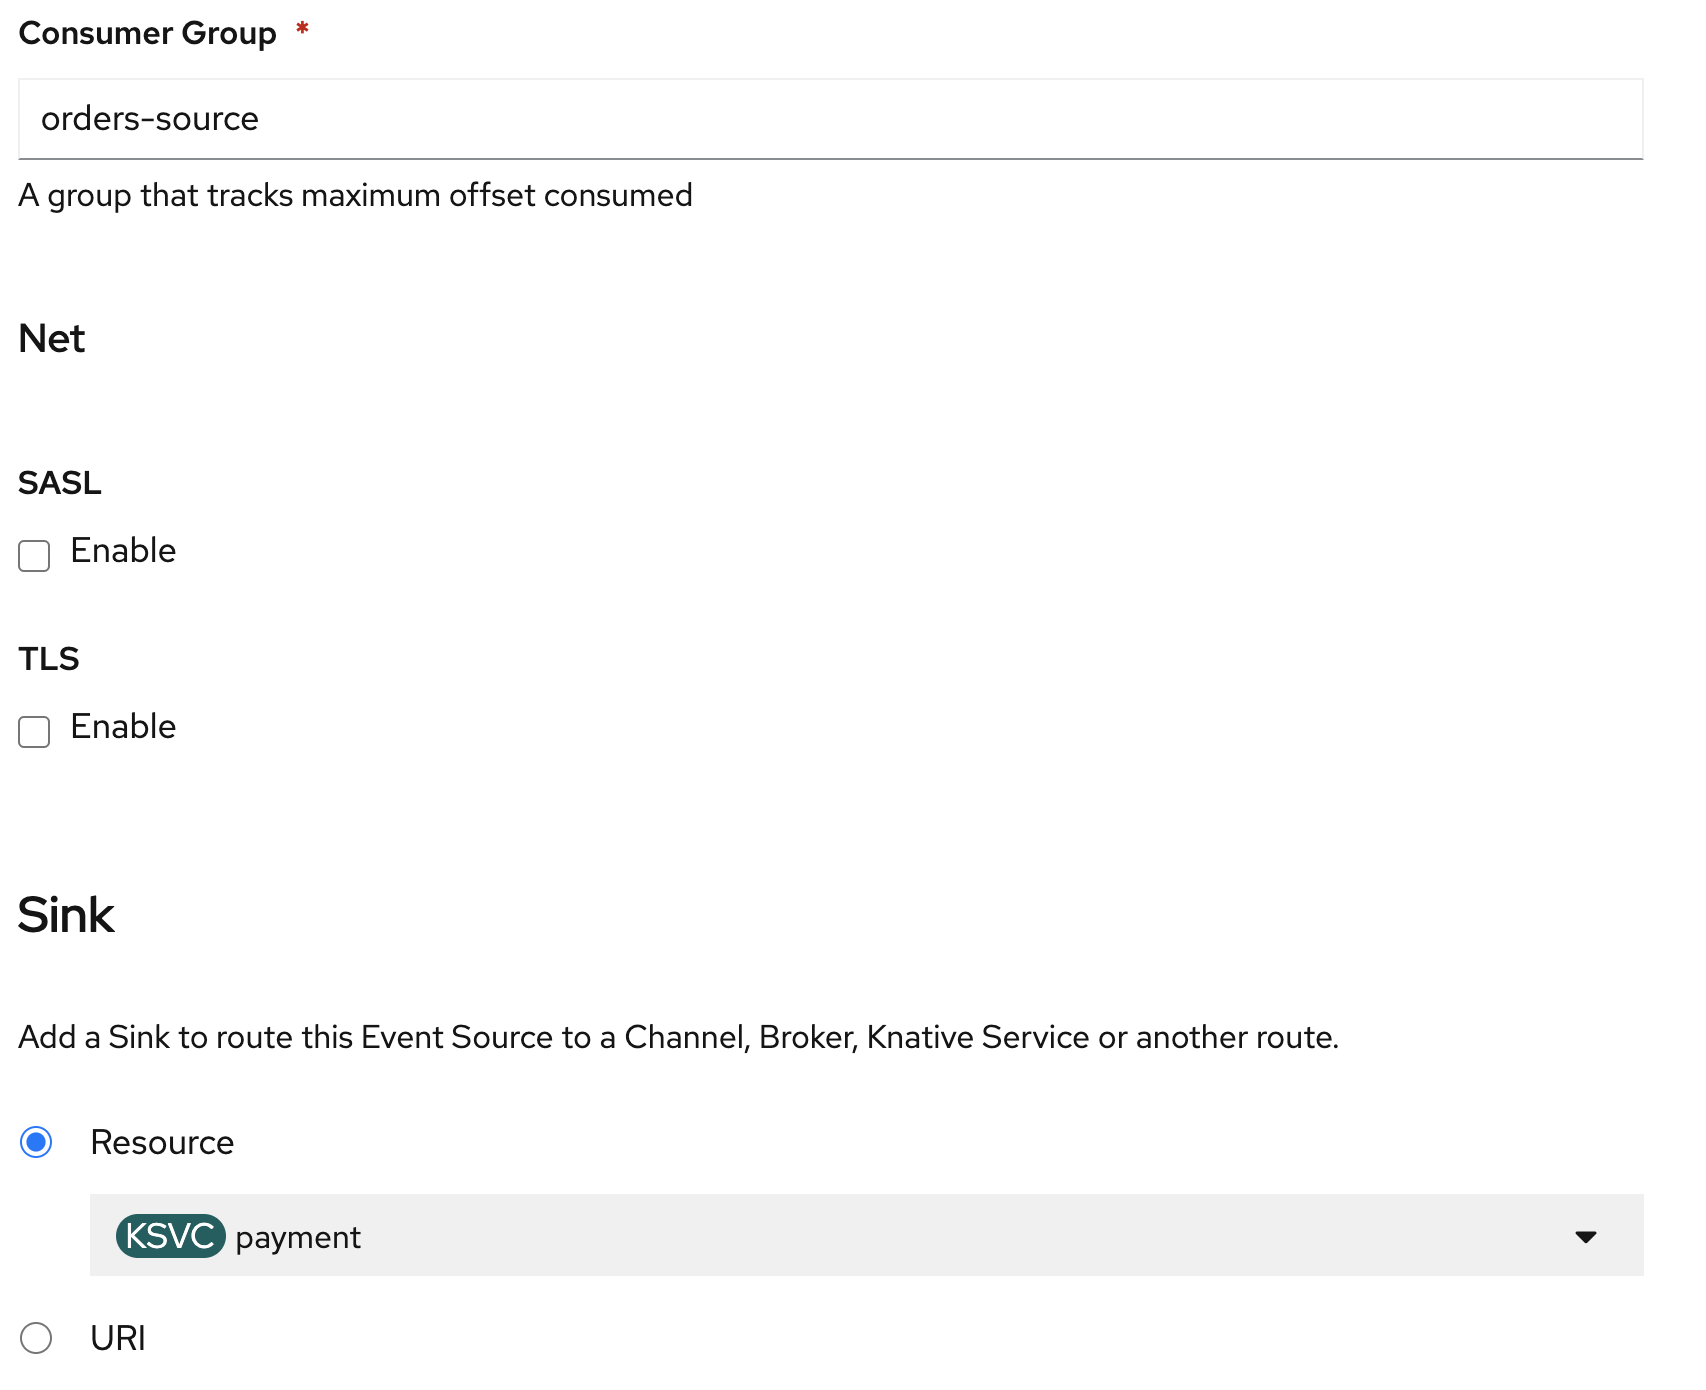 Consumer Group *
orders-source
A group that tracks maximum offset consumed
Net
SASL
Enable
TLS
Enable
Sink
Add a Sink to route this Event Source to a Channel, Broker, Knative Service or another route.
Resource
KSVC payment
URI